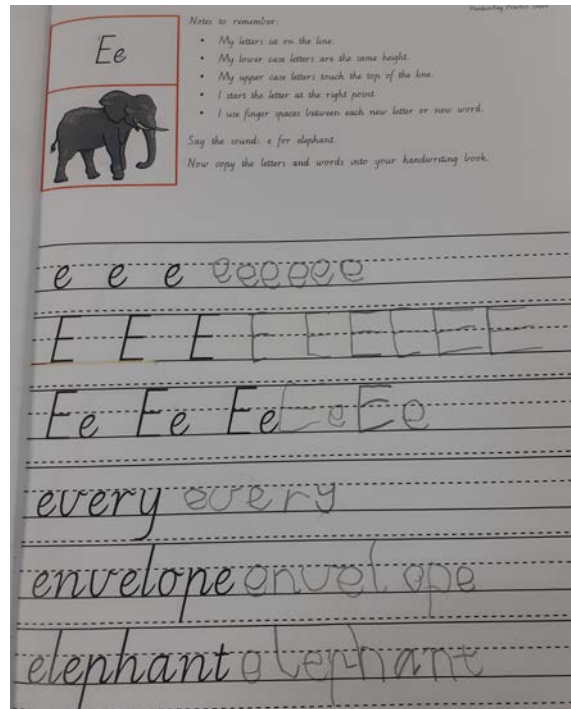 Handwriting Practice Sheet
Ee
Notes to remember:
• My letters sit on the line.
• My lower case letters are the same height.
• My upper case letters touch the top of the line.
• I start the letter at the right point.
• I use finger spaces between each new letter or new word.
Say the sound: e for elephant.
Now copy the letters and words into your handwriting book.
e e e e e e e e e
E E E E E E E E E
Ee Ee Ee E e E e
every every
envelope envelope
elephant elephant